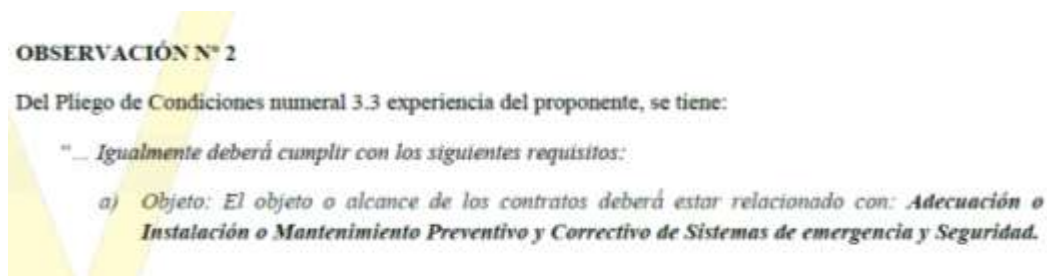 OBSERVACIÓN Nº 2
Del Pliego de Condiciones numeral 3.3 experiencia del proponente, se tiene:
"... Igualmente deberá cumplir con los siguientes requisitos:
a) Objeto: El objeto o alcance de los contratos deberá estar relacionado con: Adecuación o
Instalación o Mantenimiento Preventivo y Correctivo de Sistemas de emergencia y Seguridad.